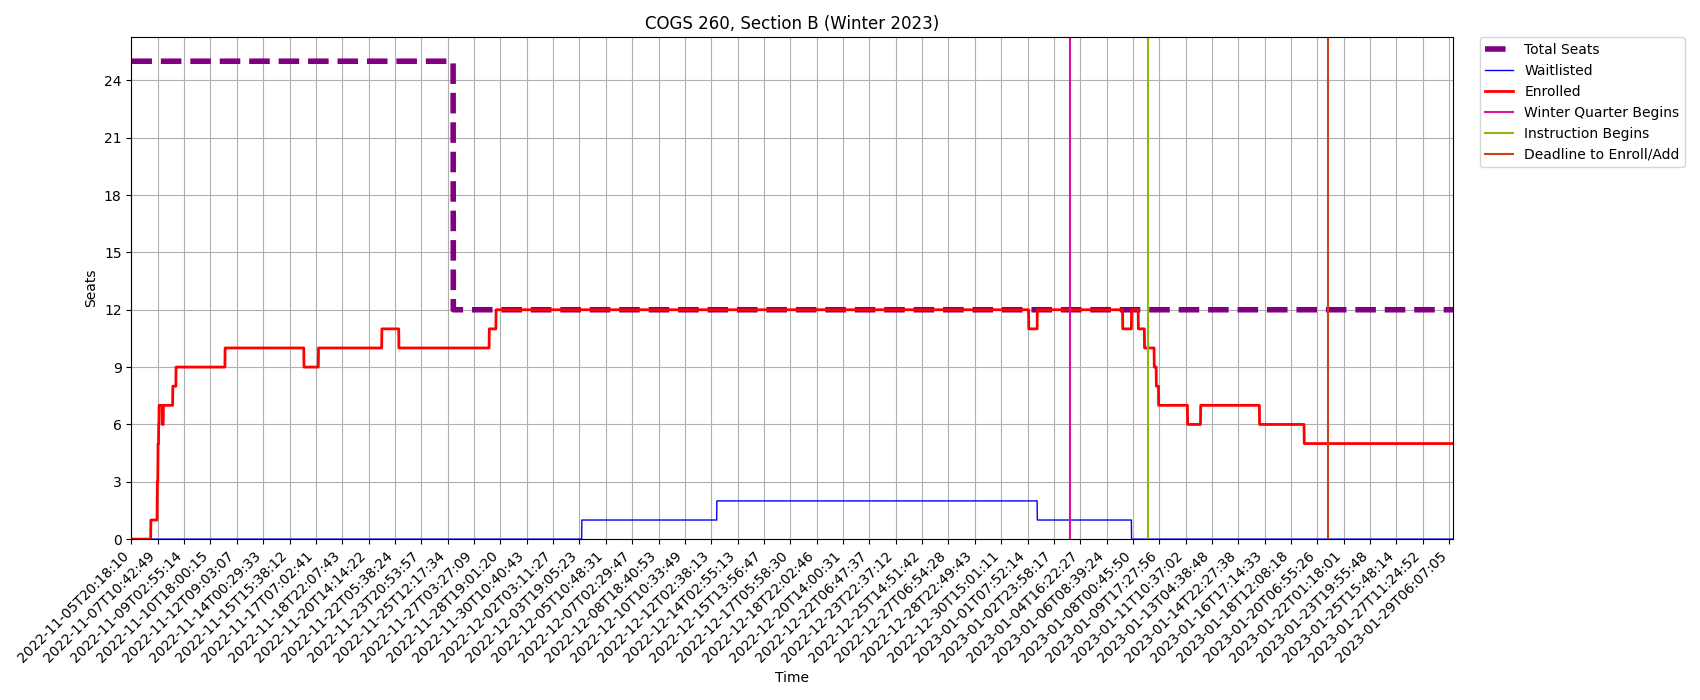 COGS 260, Section B (Winter 2023)
Total Seats
Waitlisted
Enrolled
Winter Quarter Begins
Instruction Begins
Deadline to Enroll/Add
Seats
24
21
18
15
12
9
6
3
0
2022-11-05T20:18:10
2022-11-07T10:42:49
2022-11-09T02:55:14
2022-11-10T18:00:15
2022-11-12T09:03:07
2022-11-14T00:29:33
2022-11-15T15:38:12
2022-11-17T07:02:41
2022-11-18T22:07:43
2022-11-20T14:14:22
2022-11-22T05:38:24
2022-11-23T20:53:57
2022-11-25T12:17:34
2022-11-27T03:27:09
2022-11-28T19:01:20
2022-11-30T10:40:43
2022-12-02T03:11:27
2022-12-03T19:05:23
2022-12-05T10:48:31
2022-12-07T02:29:47
2022-12-08T18:40:53
2022-12-10T10:33:49
2022-12-12T02:38:13
2022-12-14T02:55:13
2022-12-15T13:56:47
2022-12-17T05:58:30
2022-12-18T22:02:46
2022-12-20T14:00:31
2022-12-22T06:47:37
2022-12-23T22:37:12
2022-12-25T14:51:42
2022-12-27T06:54:28
2022-12-28T22:49:43
2022-12-30T15:01:11
2023-01-01T07:52:14
2023-01-02T23:58:17
2023-01-04T16:22:27
2023-01-06T08:39:24
2023-01-08T00:45:50
2023-01-09T17:27:56
2023-01-11T10:37:02
2023-01-13T04:38:48
2023-01-14T22:27:38
2023-01-16T17:14:33
2023-01-18T12:08:18
2023-01-20T06:55:26
2023-01-22T01:18:01
2023-01-23T19:55:48
2023-01-25T15:48:14
2023-01-27T11:24:52
2023-01-29T06:07:05
Time